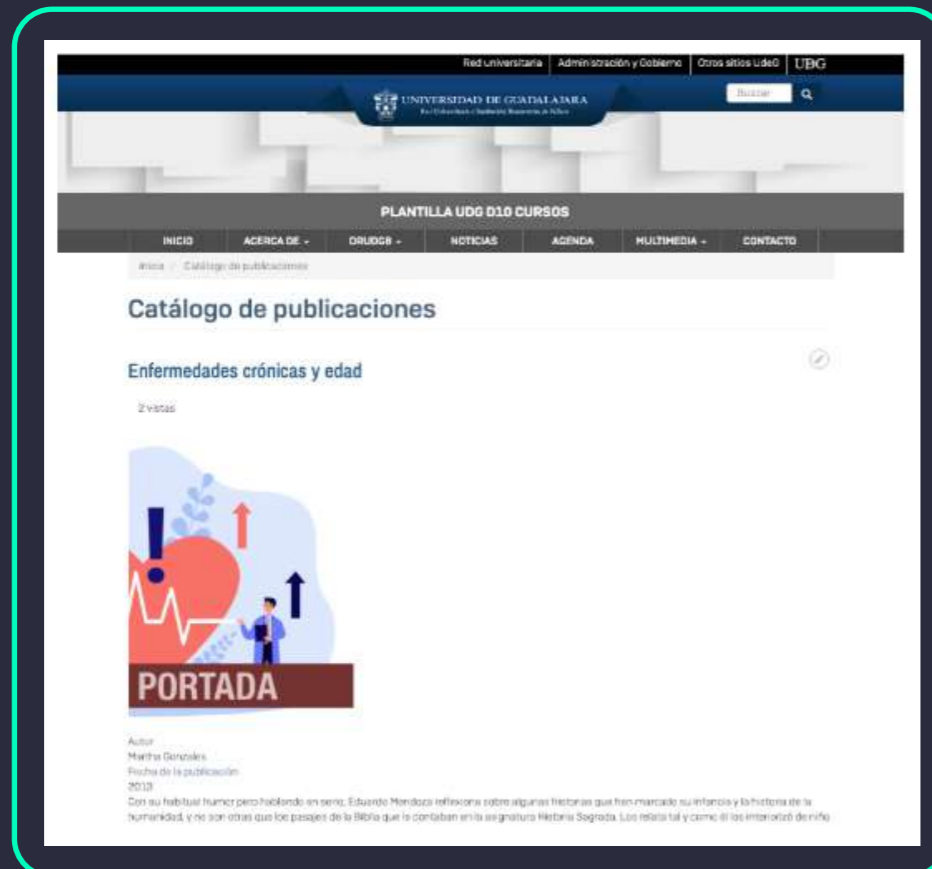 Red universitaria | Administración y Gobierno | Otros sitios UdeG | UDG
UNIVERSIDAD DE GUADALAJARA
Buscar
PLANTILLA UDG D10 CURSOS
INICIO ACERCA DE DRUDGB NOTICIAS AGENDA MULTIMEDIA CONTACTO
Inicio / Catálogo de publicaciones
Catálogo de publicaciones
Enfermedades crónicas y edad
2 vistas
PORTADA
Autor
Martha Gonzales
Fecha de la publicación
2013
Con su habitual humor pero hablando en serio, Eduardo Mendoza reflexiona sobre algunas historias que han marcado su infancia y la historia de la
humanidad, y no son otras que los pasajes de la Biblia que le contaban en la asignatura Historia Sagrada. Los relata tal y como él los interiorizó de niño